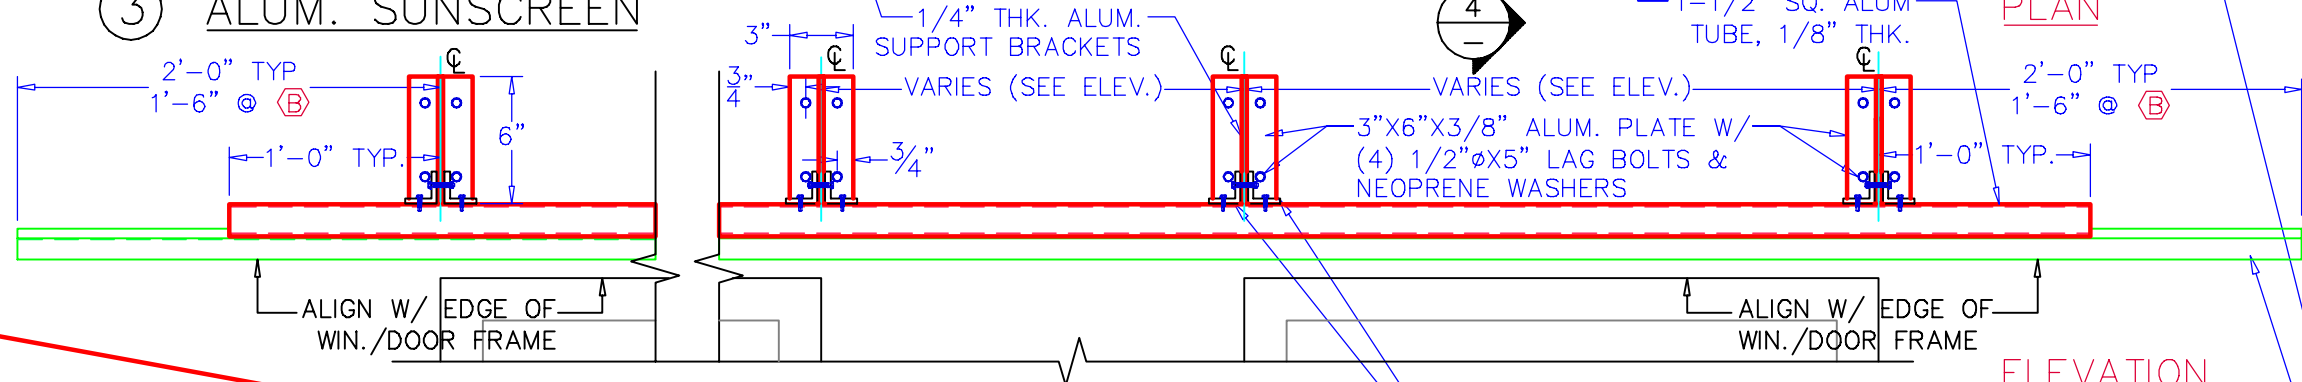 3 ALUM. SUNSCREEN
1/4" THK. ALUM.
SUPPORT BRACKETS
4
–
1-1/2" SQ. ALUM
TUBE, 1/8" THK.
PLAN
2'-0" TYP
1'-6" @ B
℄
3"
℄
3/4"
VARIES (SEE ELEV.)
℄
VARIES (SEE ELEV.)
℄
2'-0" TYP
1'-6" @ B
6"
1'-0" TYP.
3/4"
3"X6"X3/8" ALUM. PLATE W/
(4) 1/2"øX5" LAG BOLTS &
NEOPRENE WASHERS
1'-0" TYP.
ALIGN W/ EDGE OF
WIN./DOOR FRAME
ALIGN W/ EDGE OF
WIN./DOOR FRAME
ELEVATION